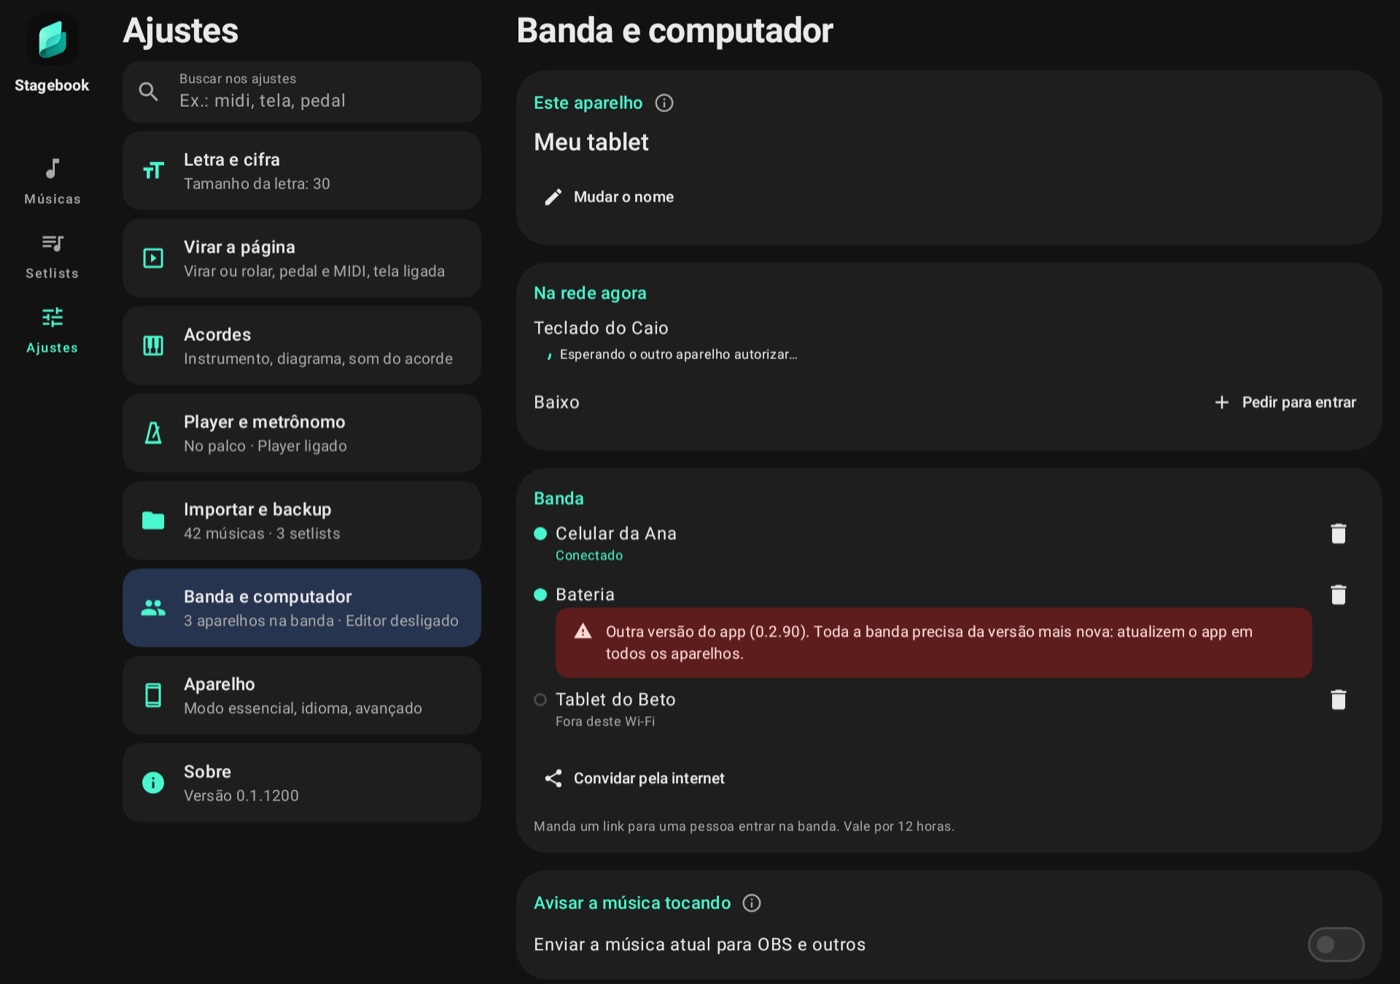 Stagebook
Músicas
Setlists
Ajustes
Ajustes
Buscar nos ajustes
Ex.: midi, tela, pedal
Letra e cifra
Tamanho da letra: 30
Virar a página
Virar ou rolar, pedal e MIDI, tela ligada
Acordes
Instrumento, diagrama, som do acorde
Player e metrônomo
No palco · Player ligado
Importar e backup
42 músicas · 3 setlists
Banda e computador
3 aparelhos na banda · Editor desligado
Aparelho
Modo essencial, idioma, avançado
Sobre
Versão 0.1.1200
Banda e computador
Este aparelho
Meu tablet
Mudar o nome
Na rede agora
Teclado do Caio
Esperando o outro aparelho autorizar...
Baixo
Pedir para entrar
Banda
Celular da Ana
Conectado
Bateria
Outra versão do app (0.2.90). Toda a banda precisa da versão mais nova: atualizem o app em
todos os aparelhos.
Tablet do Beto
Fora deste Wi-Fi
Convidar pela internet
Manda um link para uma pessoa entrar na banda. Vale por 12 horas.
Avisar a música tocando
Enviar a música atual para OBS e outros